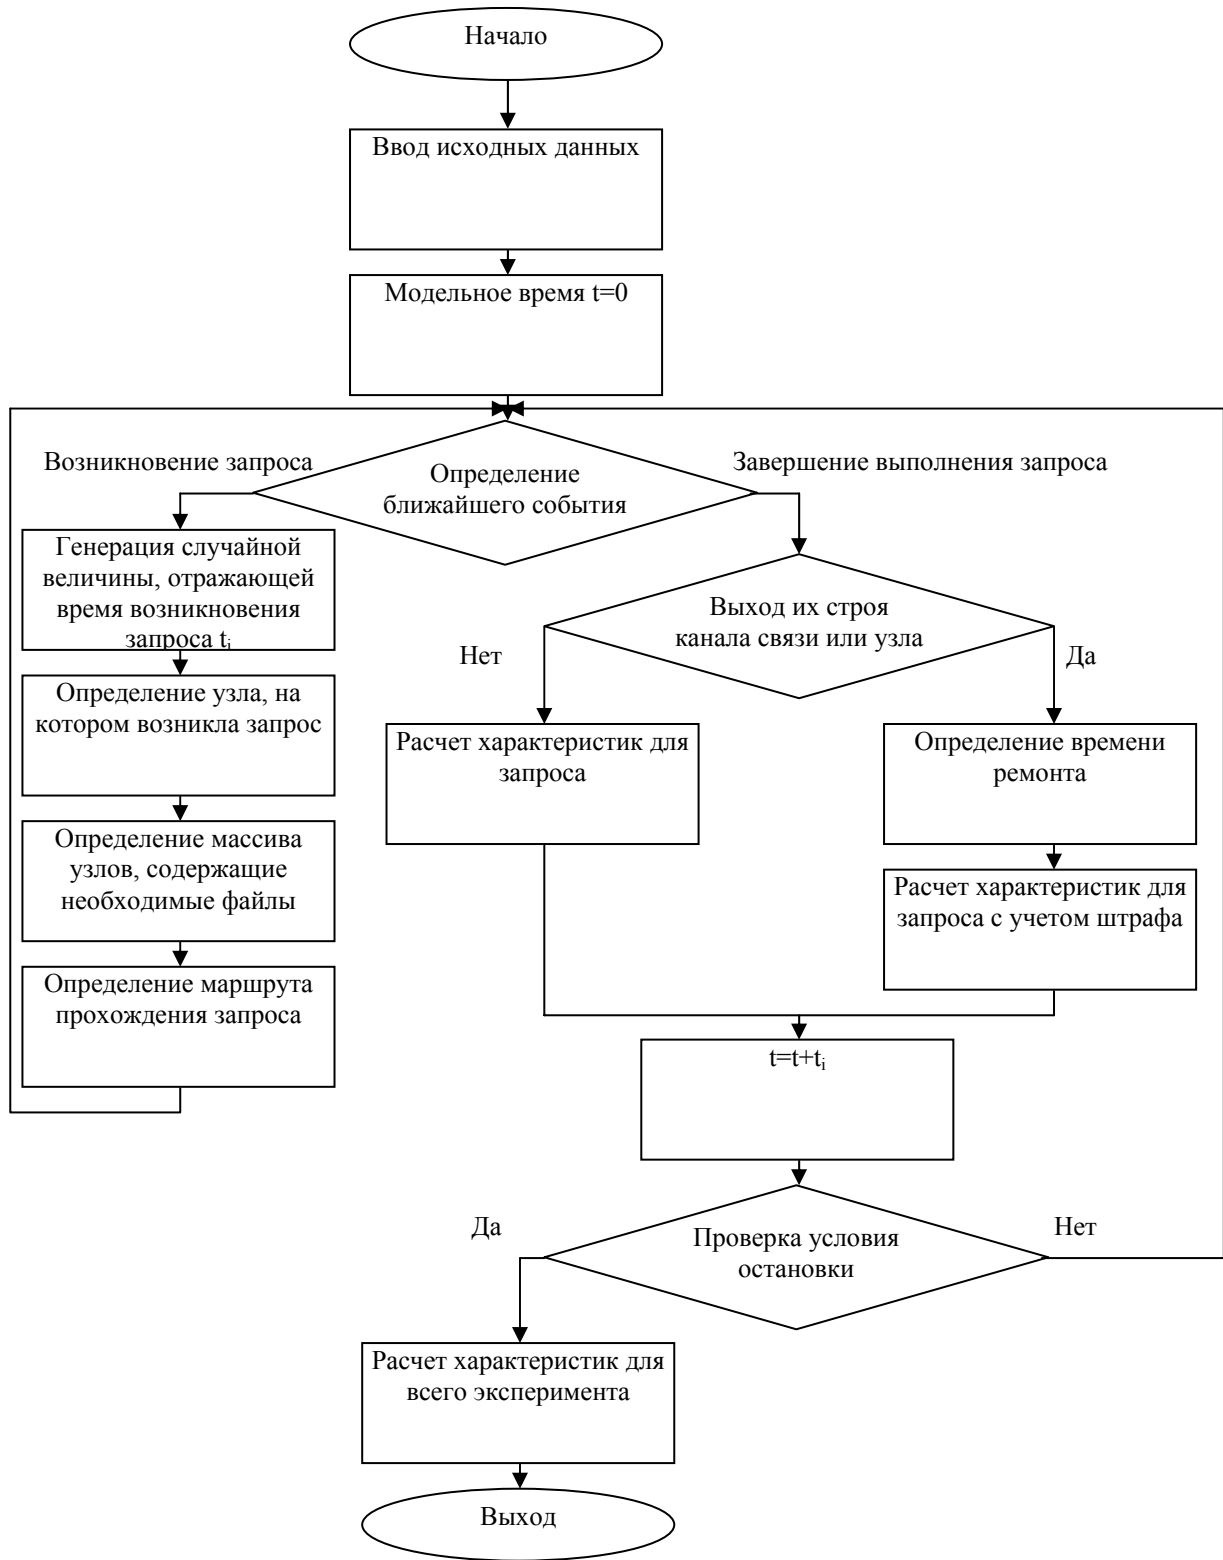 Начало
Ввод исходных данных
Модельное время t=0
Возникновение запроса
Определение
ближайшего события
Завершение выполнения запроса
Генерация случайной
величины, отражающей
время возникновения
запроса tᵢ
Определение узла, на
котором возникла запрос
Определение массива
узлов, содержащие
необходимые файлы
Определение маршрута
прохождения запроса
Выход их строя
канала связи или узла
Нет
Да
Расчет характеристик для
запроса
Определение времени
ремонта
Расчет характеристик для
запроса с учетом штрафа
t=t+tᵢ
Проверка условия
остановки
Да
Нет
Расчет характеристик для
всего эксперимента
Выход